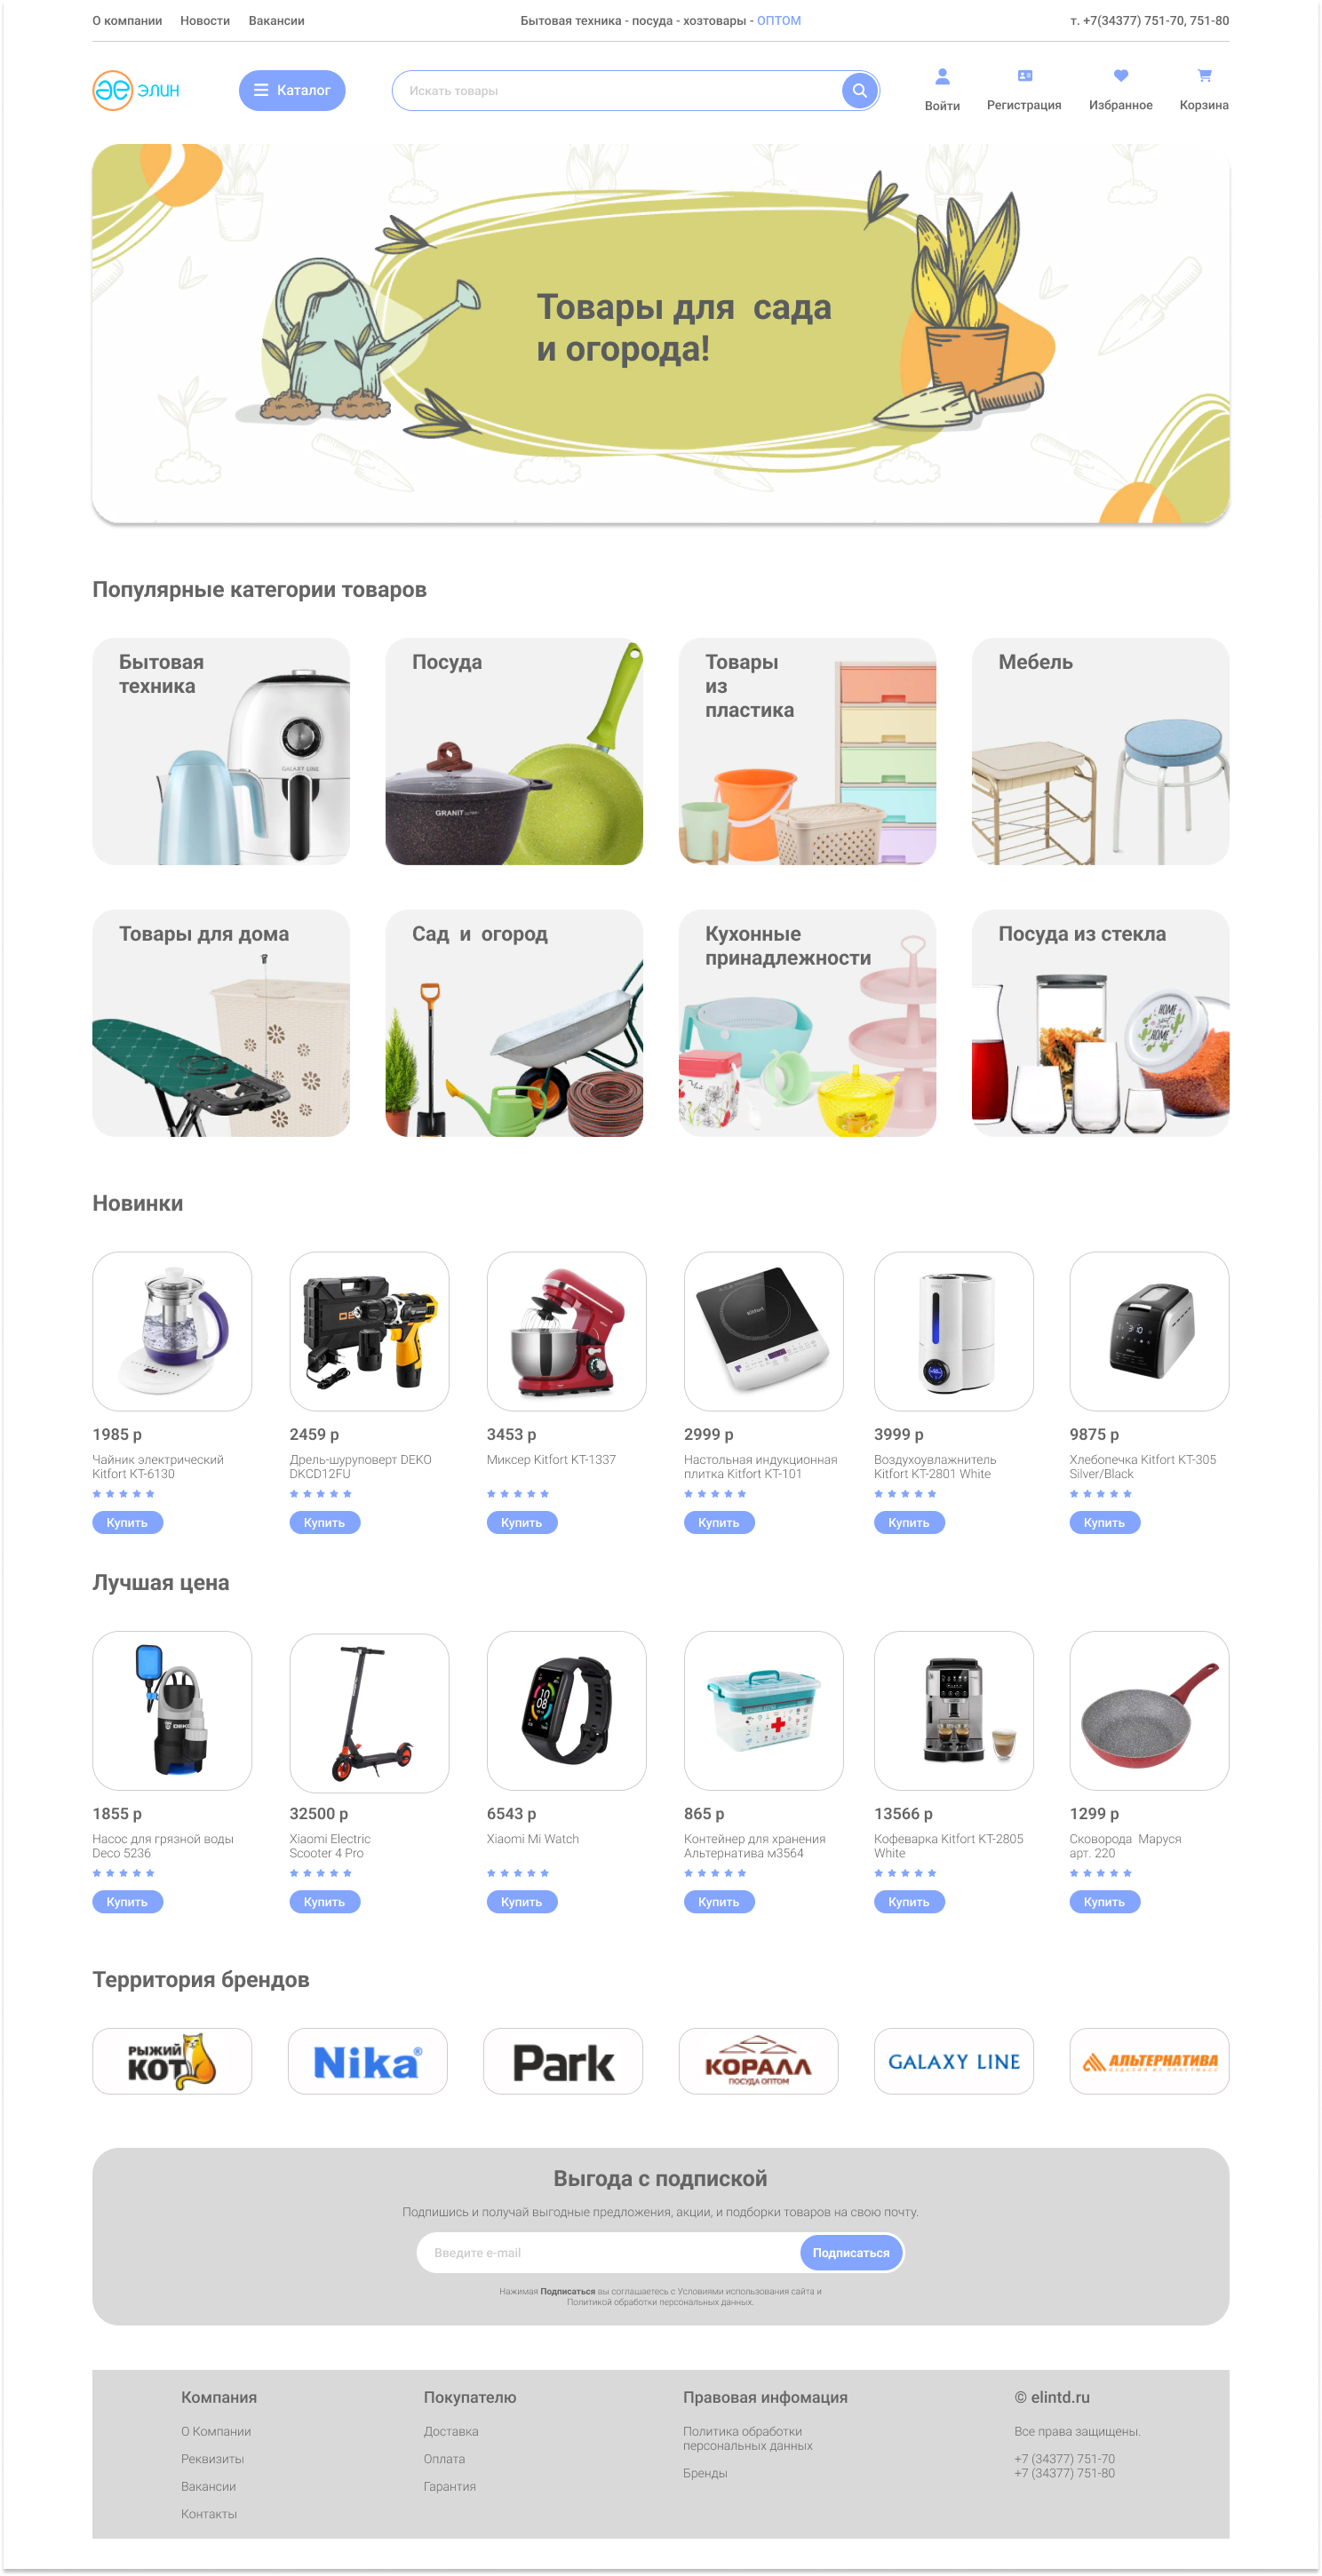 О компании Новости Вакансии Бытовая техника - посуда - хозтовары - ОПТОМ т. +7(34377) 751-70, 751-80
ЭЛИН Каталог Искать товары Войти Регистрация Избранное Корзина
Товары для сада
и огорода!
Популярные категории товаров
Бытовая
техника
GALAXY LINE
Посуда
GRANIT
Товары
из
пластика
Мебель
Товары для дома
Сад и огород
Кухонные
принадлежности
Посуда из стекла
HOME
HOME
Новинки
Kitfort
1985 р
Чайник электрический
Kitfort КТ-6130
Купить
2459 р
Дрель-шуруповерт DEKO
DKCD12FU
Купить
3453 р
Миксер Kitfort КТ-1337
Купить
2999 р
Настольная индукционная
плитка Kitfort КТ-101
Купить
3999 р
Воздухоувлажнитель
Kitfort КТ-2801 White
Купить
9875 р
Хлебопечка Kitfort КТ-305
Silver/Black
Купить
Лучшая цена
DEKO
10
08
1855 р
Насос для грязной воды
Deco 5236
Купить
32500 р
Xiaomi Electric
Scooter 4 Pro
Купить
6543 р
Xiaomi Mi Watch
Купить
865 р
Контейнер для хранения
Альтернатива м3564
Купить
13566 р
Кофеварка Kitfort КТ-2805
White
Купить
1299 р
Сковорода Маруся
арт. 220
Купить
Территория брендов
РЫЖИЙ
КОТ
Nika®
Park
КОРАЛЛ
ПОСУДА ОПТОМ
GALAXY LINE
АЛЬТЕРНАТИВА
Выгода с подпиской
Подпишись и получай выгодные предложения, акции, и подборки товаров на свою почту.
Введите e-mail Подписаться
Нажимая Подписаться вы соглашаетесь с Условиями использования сайта и
Политикой обработки персональных данных.
Компания
О Компании
Реквизиты
Вакансии
Контакты
Покупателю
Доставка
Оплата
Гарантия
Правовая инфомация
Политика обработки
персональных данных
Бренды
© elintd.ru
Все права защищены.
+7 (34377) 751-70
+7 (34377) 751-80